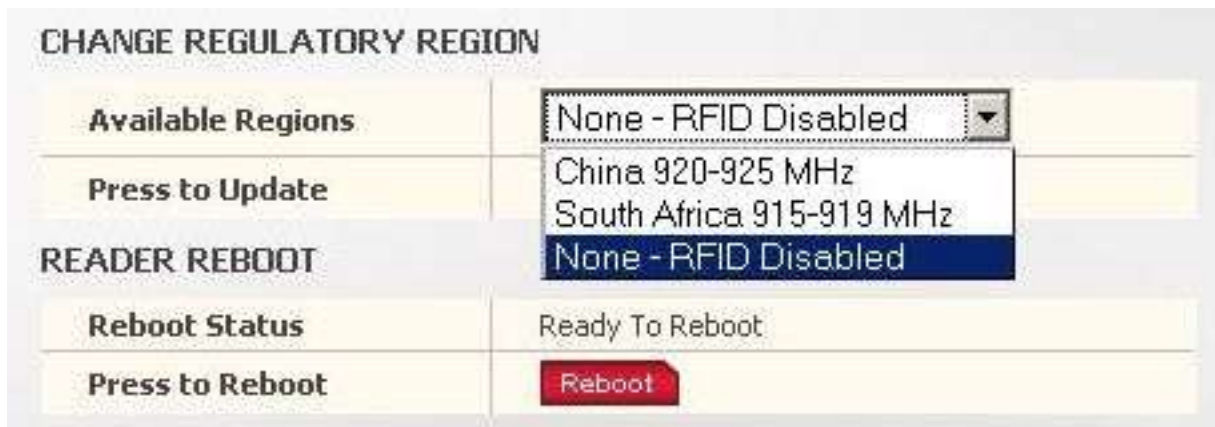 CHANGE REGULATORY REGION
Available Regions
None - RFID Disabled
China 920-925 MHz
South Africa 915-919 MHz
None - RFID Disabled
Press to Update
READER REBOOT
Reboot Status
Ready To Reboot
Press to Reboot
Reboot